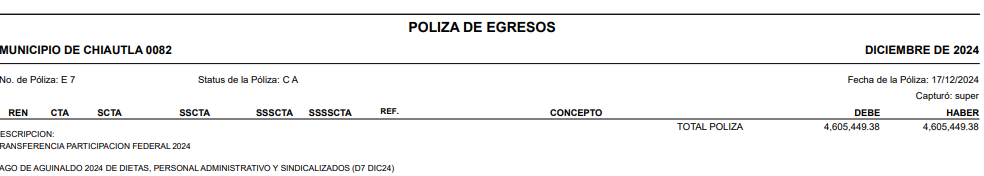 POLIZA DE EGRESOS
MUNICIPIO DE CHIAUTLA 0082 DICIEMBRE DE 2024
No. de Póliza: E 7 Status de la Póliza: C A Fecha de la Póliza: 17/12/2024
Capturó: super
REN CTA SCTA SSCTA SSSCTA SSSSCTA REF. CONCEPTO DEBE HABER
TOTAL POLIZA 4,605,449.38 4,605,449.38
ESCRIPCION:
RANSFERENCIA PARTICIPACION FEDERAL 2024
AGO DE AGUINALDO 2024 DE DIETAS, PERSONAL ADMINISTRATIVO Y SINDICALIZADOS (D7 DIC24)